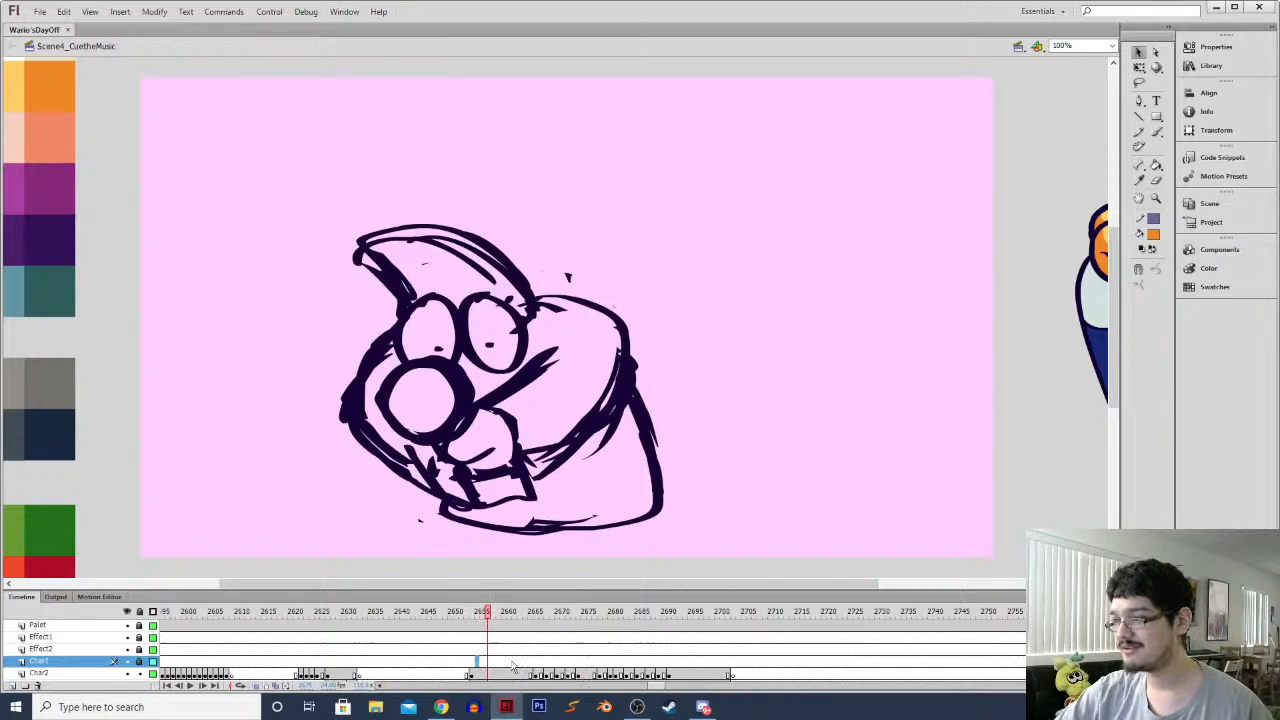 Fl File Edit View Insert Modify Text Commands Control Debug Window Help Essentials
Wario'sDayOff ×
Scene4_CuetheMusic 100%
Properties
Library
Align
Info
Transform
Code Snippets
Motion Presets
Scene
Project
Components
Color
Swatches
Timeline Output Motion Editor
2600 2605 2610 2615 2620 2625 2630 2635 2640 2645 2650 2660 2665 2670 2675 2680 2685 2690 2695 2700 2705 2710 2715 2720 2725 2730 2735 2740 2745 2750 2755
Palet
Effect1
Effect2
Char1
Char2
Type here to search